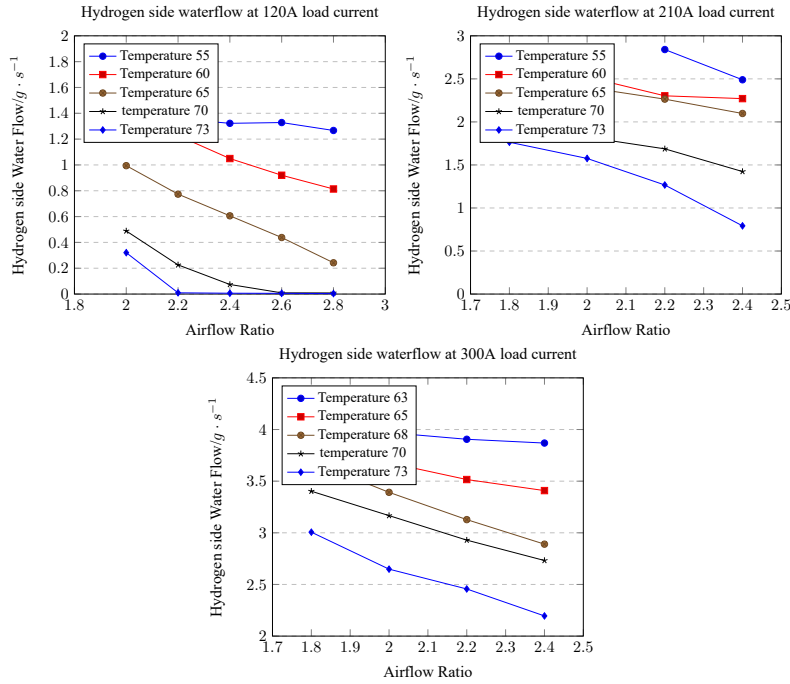 Hydrogen side waterflow at 120A load current
Hydrogen side Water Flow/g · s⁻¹
2
1.8
1.6
1.4
1.2
1
0.8
0.6
0.4
0.2
0
Temperature 55
Temperature 60
Temperature 65
temperature 70
Temperature 73
1.8 2 2.2 2.4 2.6 2.8 3
Airflow Ratio
Hydrogen side waterflow at 210A load current
Hydrogen side Water Flow/g · s⁻¹
3
2.5
2
1.5
1
0.5
0
Temperature 55
Temperature 60
Temperature 65
temperature 70
Temperature 73
1.7 1.8 1.9 2 2.1 2.2 2.3 2.4 2.5
Airflow Ratio
Hydrogen side waterflow at 300A load current
Hydrogen side Water Flow/g · s⁻¹
4.5
4
3.5
3
2.5
2
Temperature 63
Temperature 65
Temperature 68
temperature 70
Temperature 73
1.7 1.8 1.9 2 2.1 2.2 2.3 2.4 2.5
Airflow Ratio